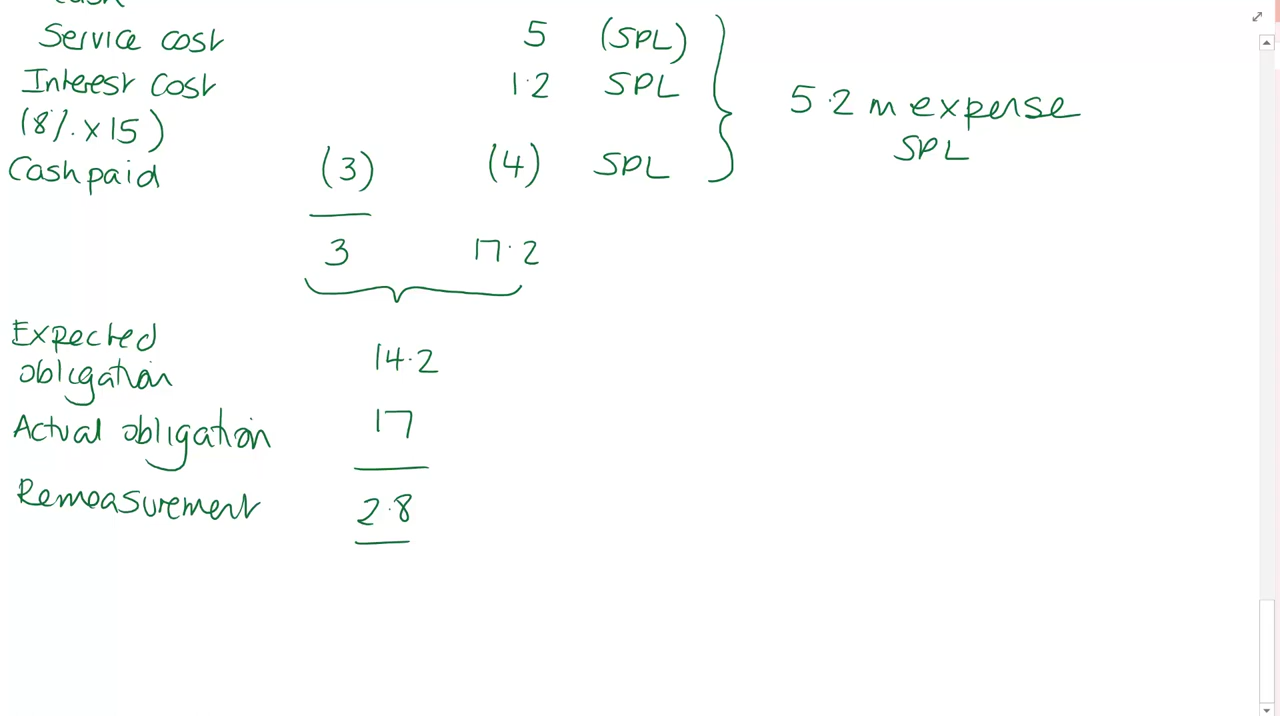 Service cost 5 (SPL)
Interest cost 1.2 SPL
(8% x 15)
5.2 m expense
SPL
Cash paid (3) (4) SPL
3 17.2
Expected
obligation 14.2
Actual obligation 17
Remeasurement 2.8